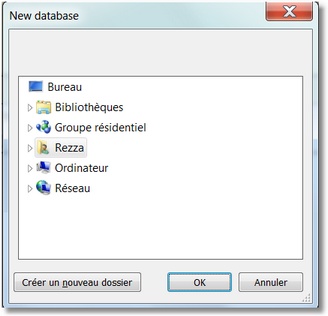 New database
Bureau
Bibliothèques
Groupe résidentiel
Rezza
Ordinateur
Réseau
Créer un nouveau dossier
OK
Annuler